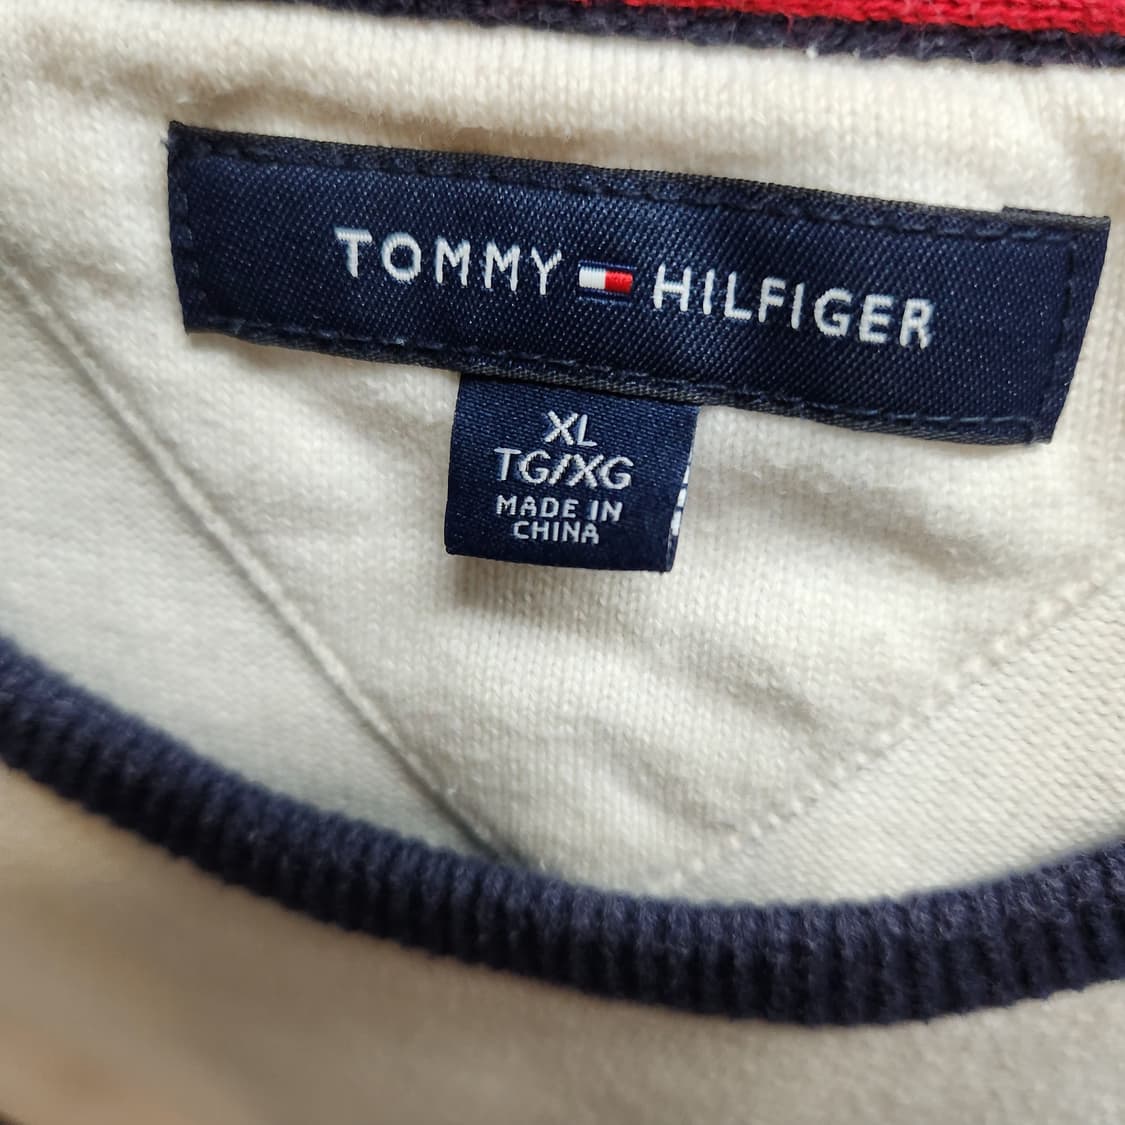 TOMMY HILFIGER
XL
TG/XG
MADE IN
CHINA